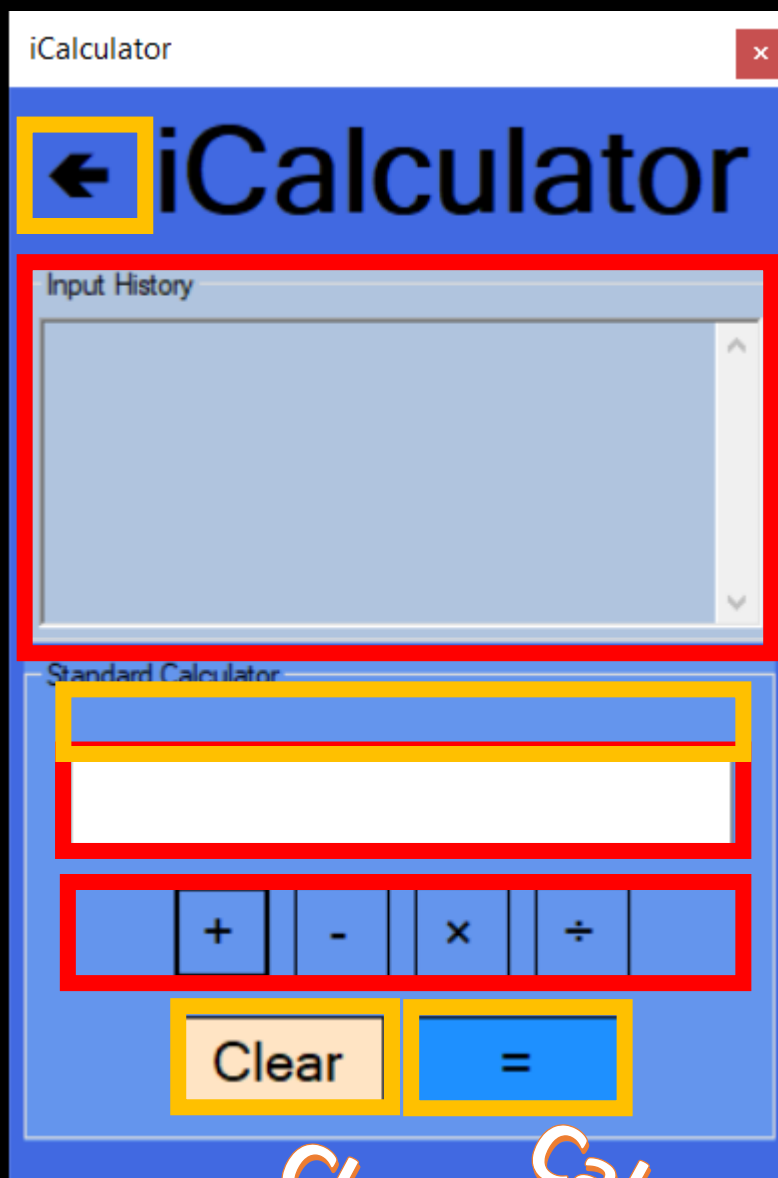 iCalculator
×
← iCalculator
Input History
Standard Calculator
+ - × ÷
Clear =